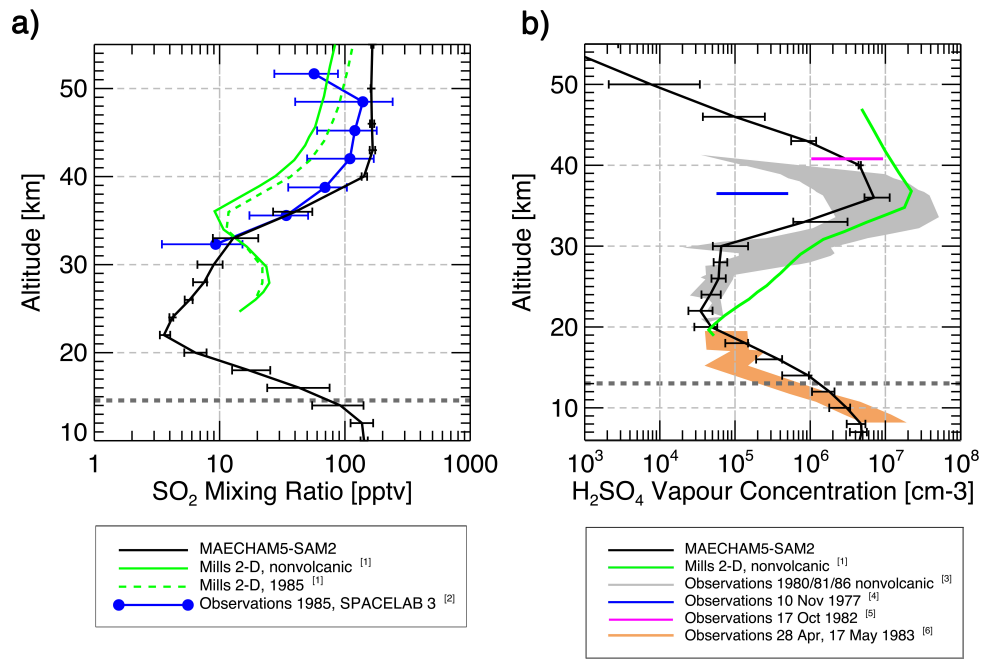 a)
50
40
30
20
10
Altitude [km]
1 10 100 1000
SO2 Mixing Ratio [pptv]
MAECHAM5-SAM2
Mills 2-D, nonvolcanic [1]
Mills 2-D, 1985 [1]
Observations 1985, SPACELAB 3 [2]
b)
50
40
30
20
10
Altitude [km]
10^3 10^4 10^5 10^6 10^7 10^8
H2SO4 Vapour Concentration [cm-3]
MAECHAM5-SAM2
Mills 2-D, nonvolcanic [1]
Observations 1980/81/86 nonvolcanic [3]
Observations 10 Nov 1977 [4]
Observations 17 Oct 1982 [5]
Observations 28 Apr, 17 May 1983 [6]